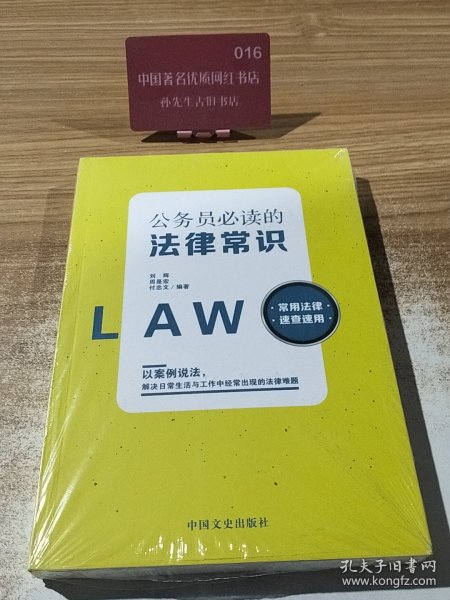 016
中国著名优质网红书店
孙先生古旧书店
公务员必读的
法律常识
刘辉
周显宏
付忠文/编著
LAW
·常用法律·
·速查速用·
以案例说法，
解决日常生活与工作中经常出现的法律难题
中国文史出版社
孔夫子旧书网
www.kongfz.com